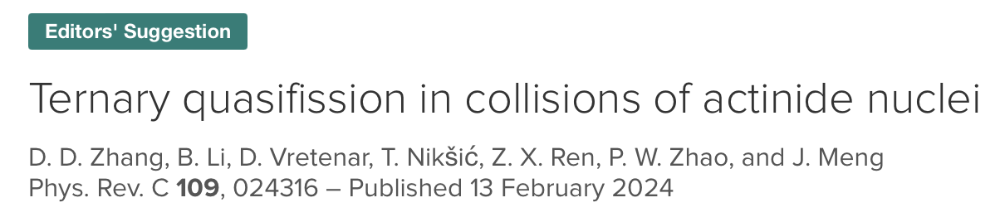 Editors' Suggestion
Ternary quasifission in collisions of actinide nuclei
D. D. Zhang, B. Li, D. Vretenar, T. Nikšić, Z. X. Ren, P. W. Zhao, and J. Meng
Phys. Rev. C 109, 024316 – Published 13 February 2024